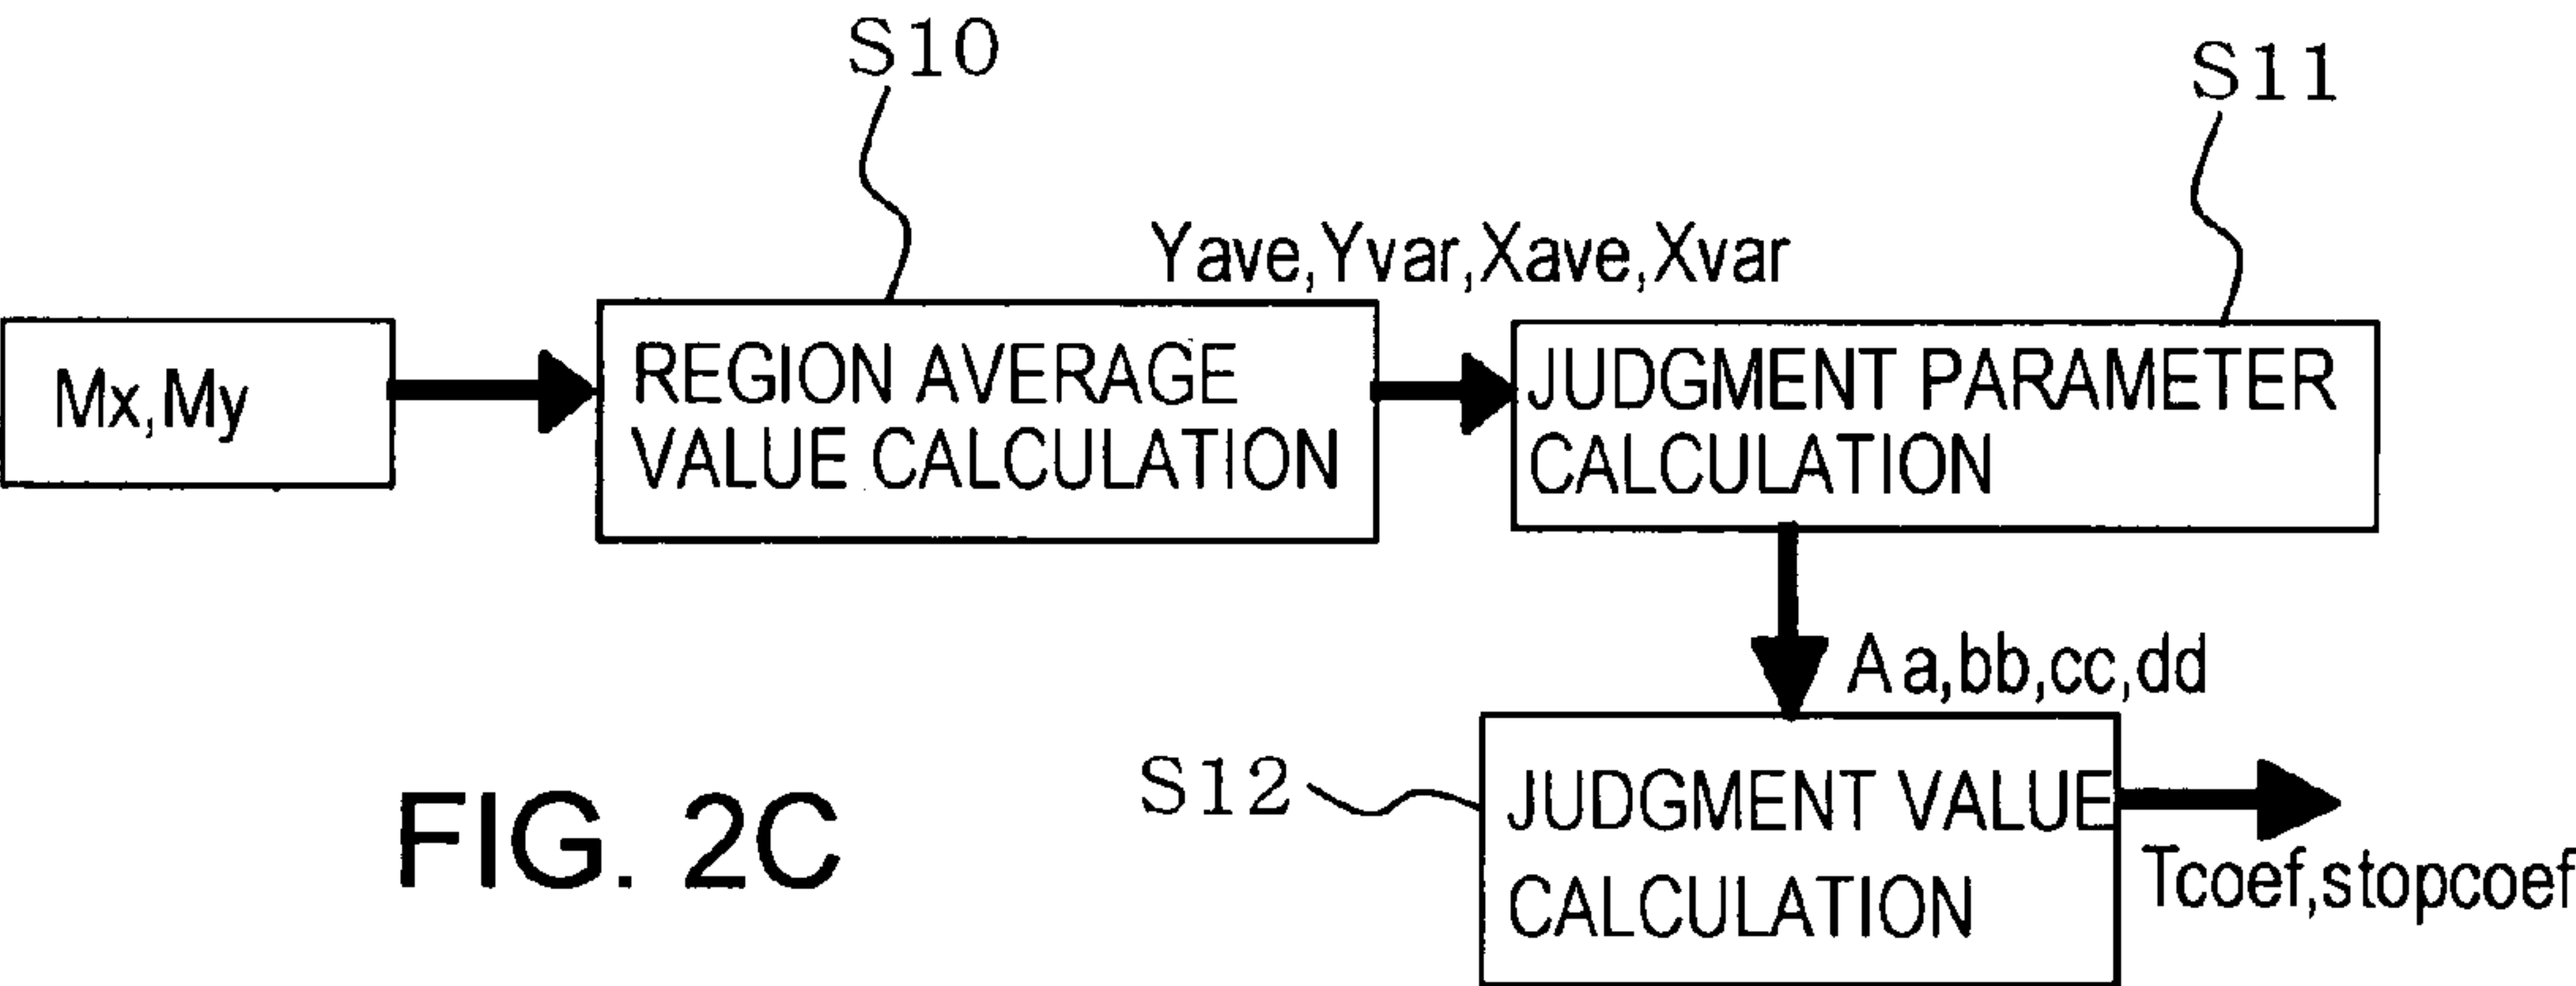 S10
S11
Yave,Yvar,Xave,Xvar
Mx,My
REGION AVERAGE
VALUE CALCULATION
JUDGMENT PARAMETER
CALCULATION
Aa,bb,cc,dd
S12
JUDGMENT VALUE
CALCULATION
Tcoef,stopcoef
FIG. 2C